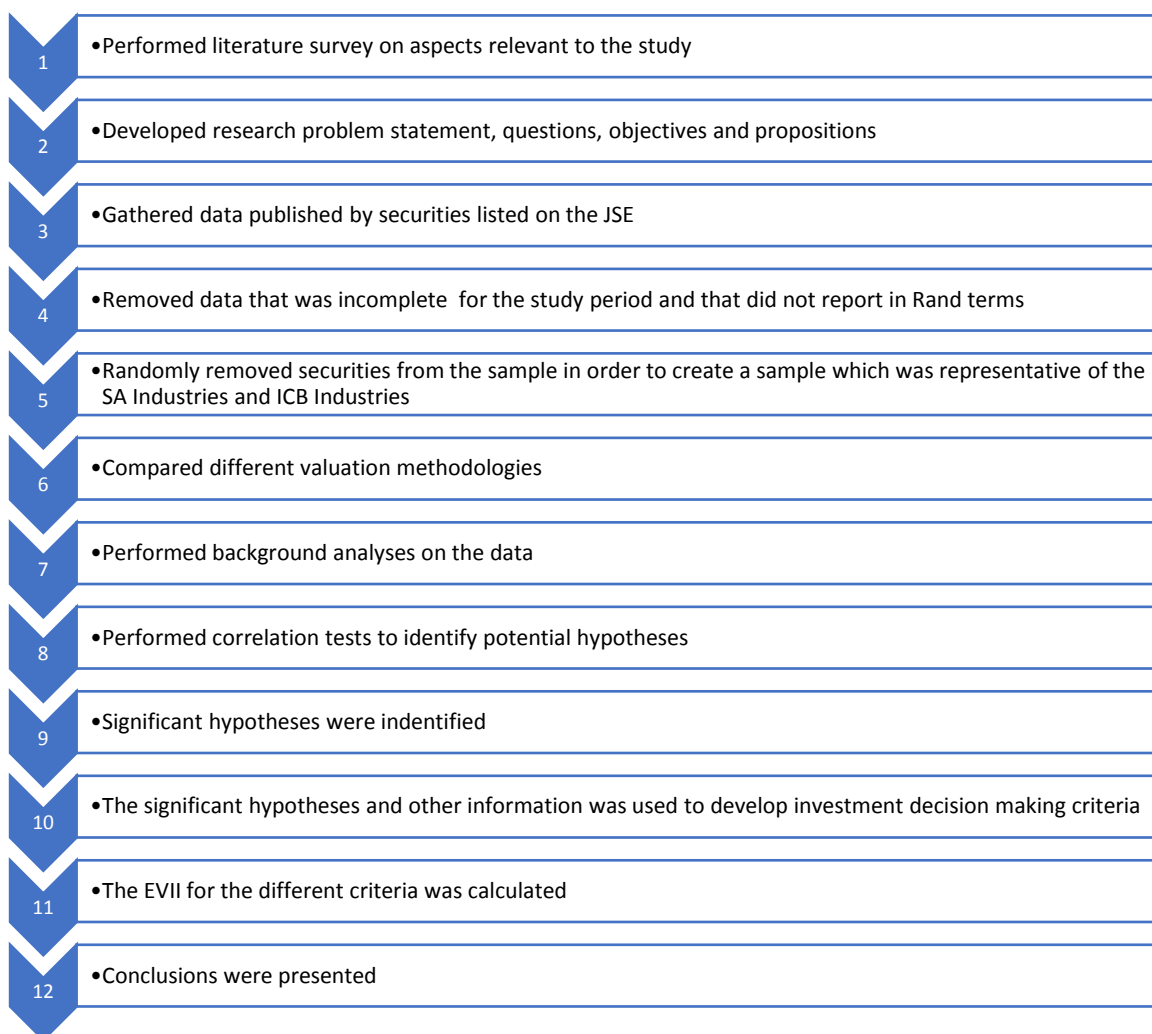 1
•Performed literature survey on aspects relevant to the study
2
•Developed research problem statement, questions, objectives and propositions
3
•Gathered data published by securities listed on the JSE
4
•Removed data that was incomplete for the study period and that did not report in Rand terms
5
•Randomly removed securities from the sample in order to create a sample which was representative of the
SA Industries and ICB Industries
6
•Compared different valuation methodologies
7
•Performed background analyses on the data
8
•Performed correlation tests to identify potential hypotheses
9
•Significant hypotheses were indentified
10
•The significant hypotheses and other information was used to develop investment decision making criteria
11
•The EVII for the different criteria was calculated
12
•Conclusions were presented